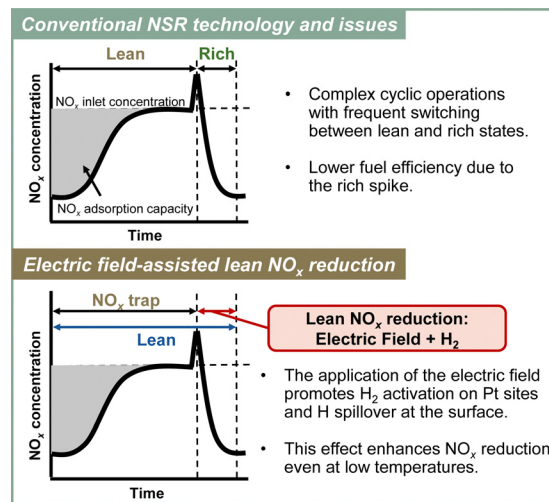 Conventional NSR technology and issues
Lean
Rich
NOx inlet concentration
NOx adsorption capacity
NOx concentration
Time
• Complex cyclic operations
with frequent switching
between lean and rich states.
• Lower fuel efficiency due to
the rich spike.
Electric field-assisted lean NOx reduction
NOx trap
Lean
NOx concentration
Time
Lean NOx reduction:
Electric Field + H2
• The application of the electric field
promotes H2 activation on Pt sites
and H spillover at the surface.
• This effect enhances NOx reduction
even at low temperatures.